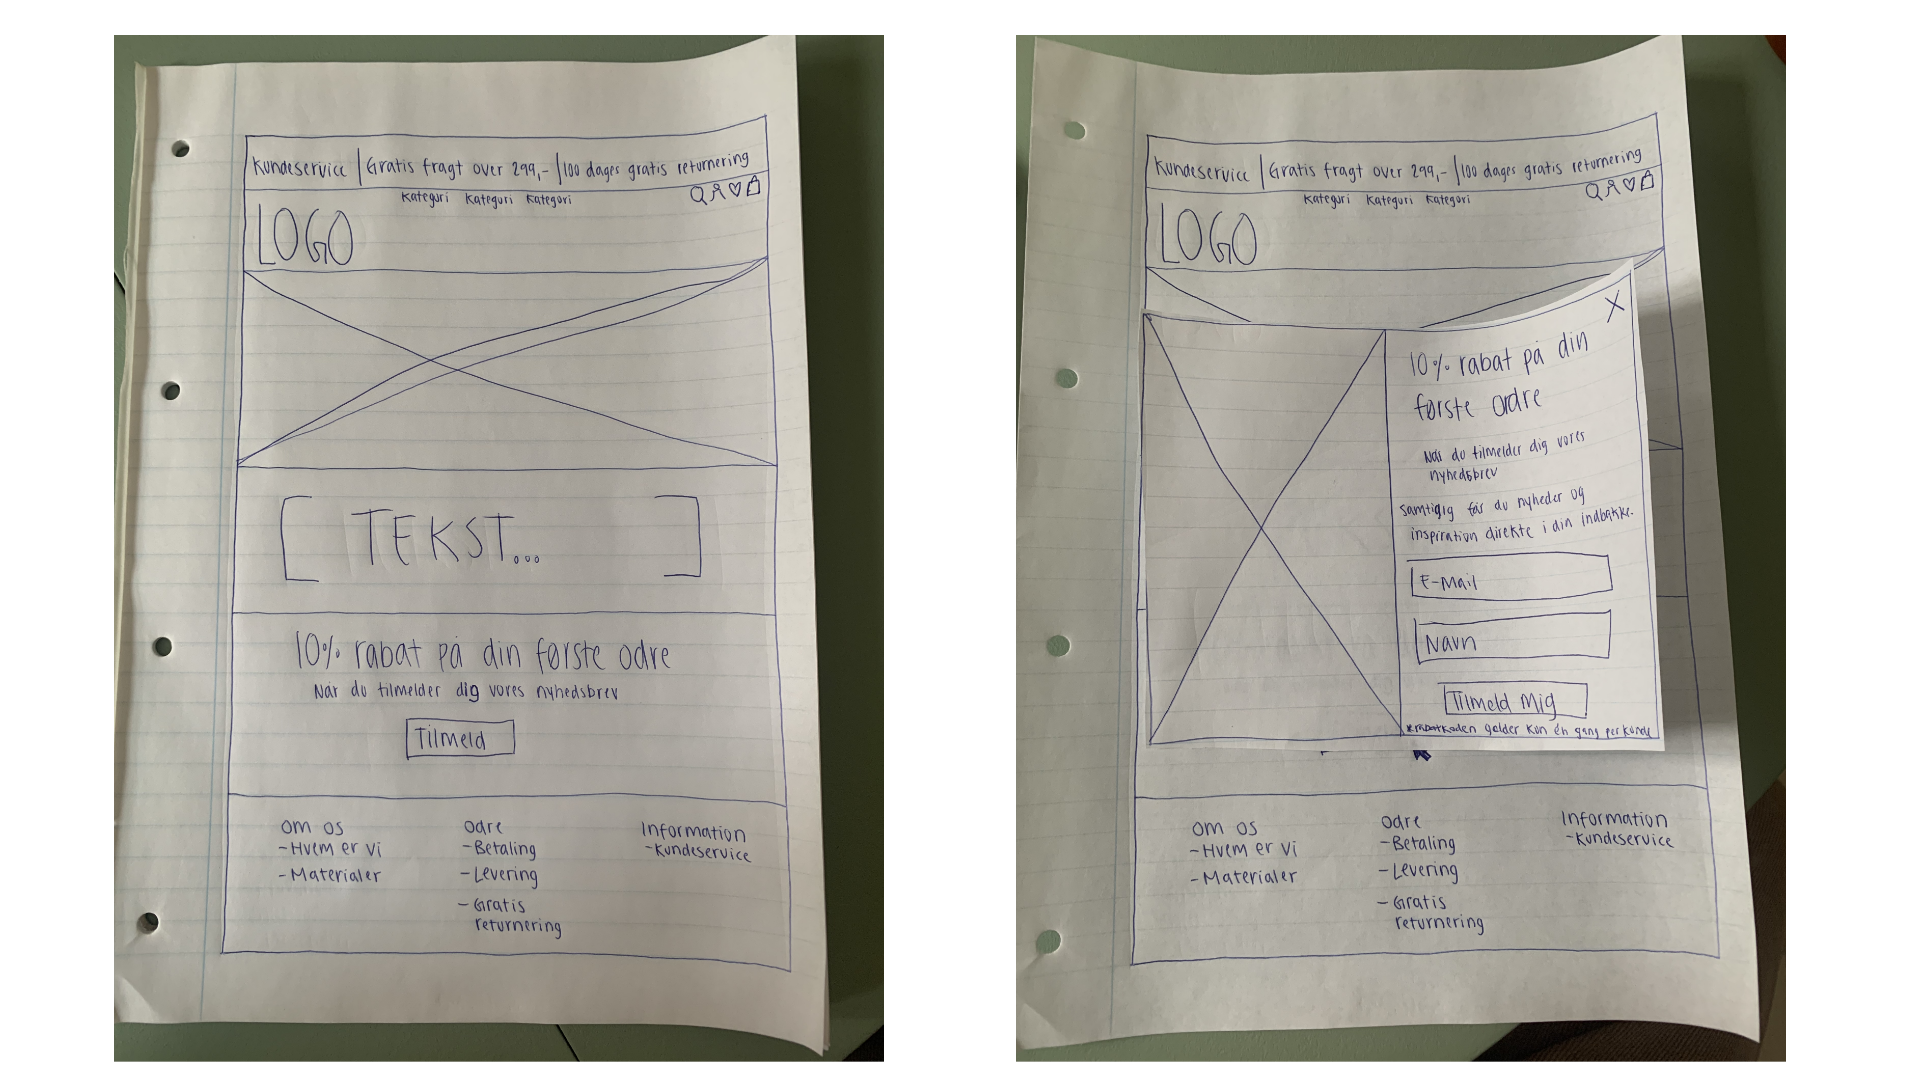 Kundeservice | Gratis fragt over 299,- | 100 dages gratis returnering
Kategori Kategori Kategori
LOGO
TEKST...
10% rabat på din første odre
Når du tilmelder dig vores nyhedsbrev
Tilmeld
Om os
- Hvem er vi
- Materialer
Odre
- Betaling
- Levering
- Gratis
returnering
Information
- Kundeservice
Kundeservice | Gratis fragt over 299,- | 100 dages gratis returnering
Kategori Kategori Kategori
LOGO
X
10% rabat på din
første ordre
Når du tilmelder dig vores
nyhedsbrev
samtigig får du nyheder og
inspiration direkte i din indbakke.
E-Mail
Navn
Tilmeld Mig
*rabatkoden gælder kun én gang per kunde
Om os
- Hvem er vi
- Materialer
Odre
- Betaling
- Levering
- Gratis
returnering
Information
- Kundeservice